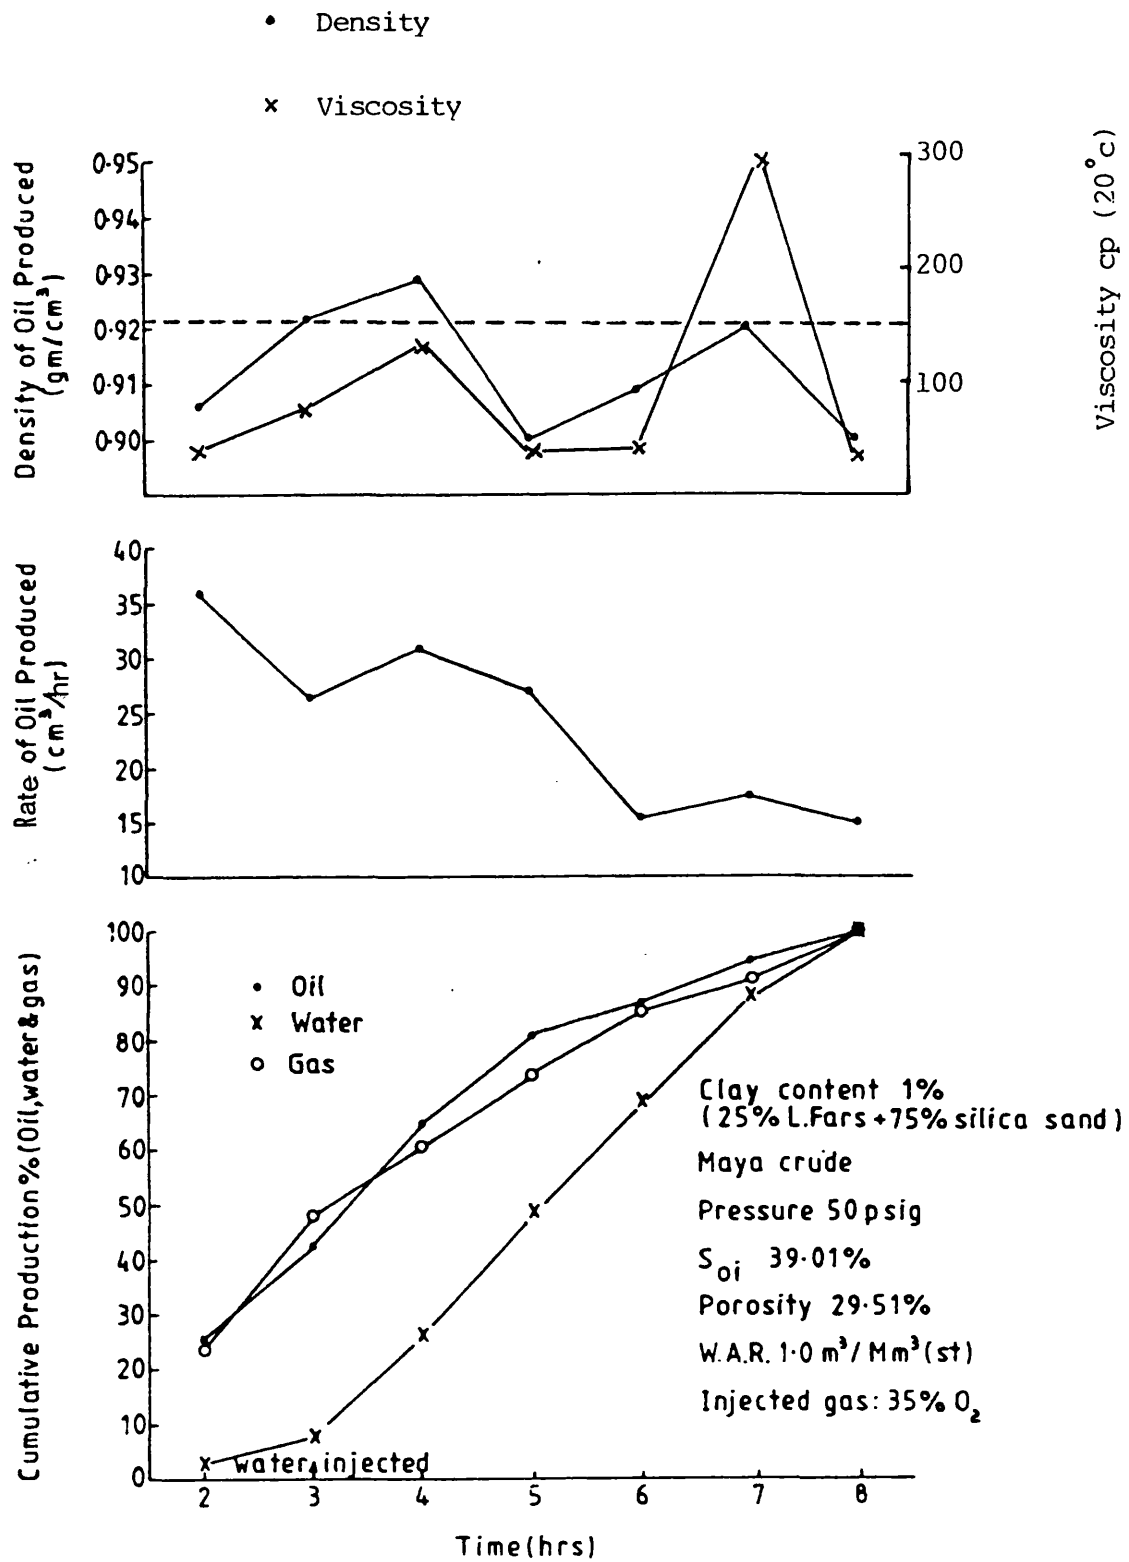 • Density
× Viscosity
Density of Oil Produced
(gm/cm³)
0·95
0·94
0·93
0·92
0·91
0·90
300
200
100
Viscosity cp (20°c)
Rate of Oil Produced
(cm³/hr)
40
35
30
25
20
15
10
Cumulative Production%(Oil,water&gas)
100
90
80
70
60
50
40
30
20
10
0
• Oil
x Water
o Gas
Clay content 1%
(25% L.Fars+75% silica sand)
Maya crude
Pressure 50psig
Soi 39·01%
Porosity 29·51%
W.A.R. 1·0 m³/Mm³(st)
Injected gas: 35% O₂
water injected
2 3 4 5 6 7 8
Time(hrs)